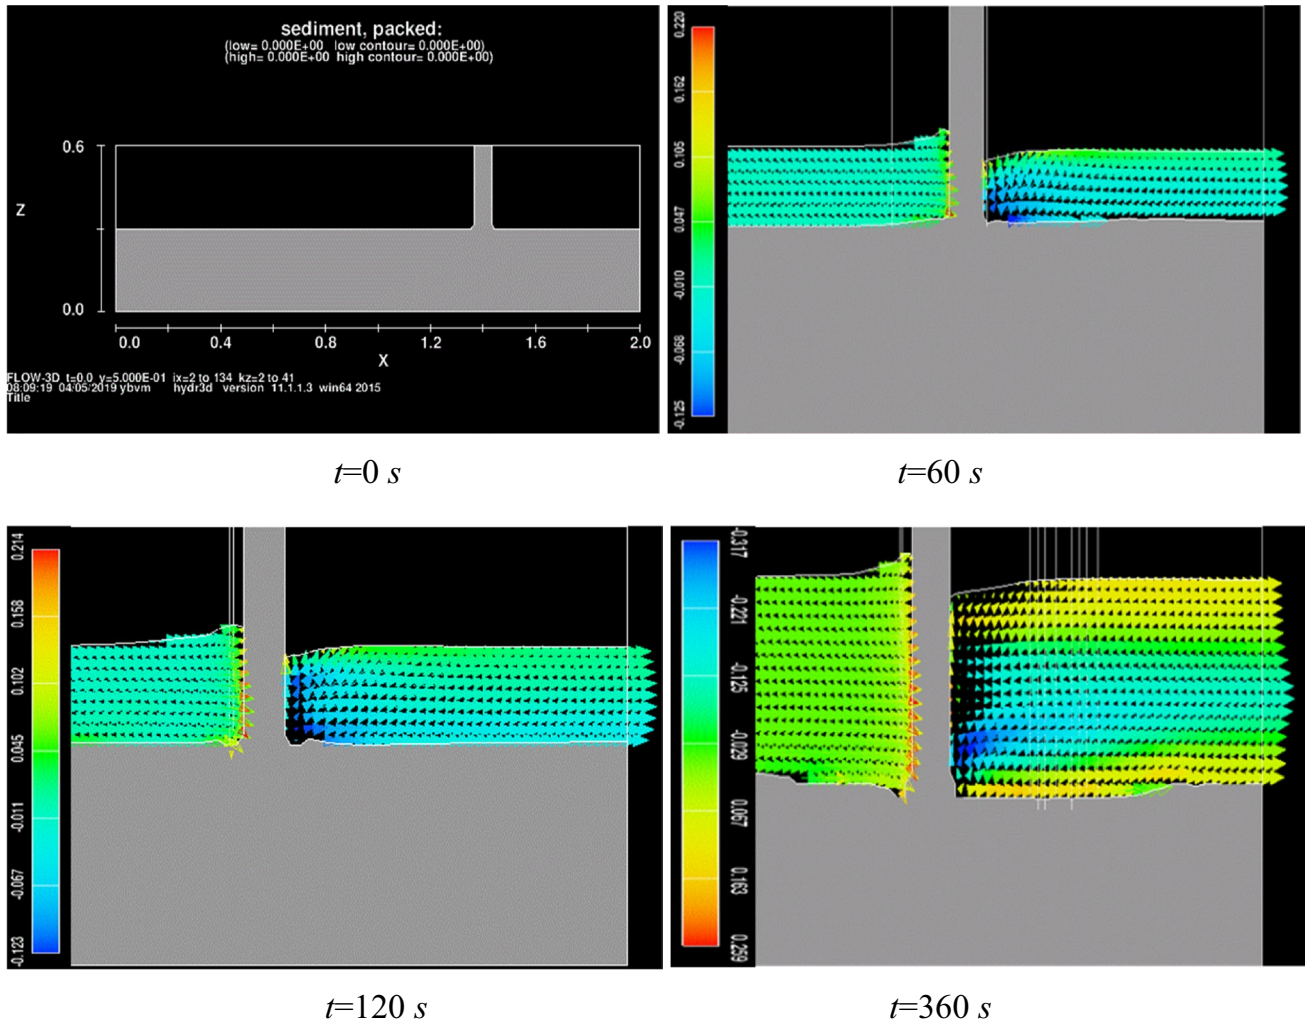 sediment, packed:
(low= 0.000E+00 low contour= 0.000E+00)
(high= 0.000E+00 high contour= 0.000E+00)
0.6
Z
0.0
0.0 0.4 0.8 1.2 1.6 2.0
X
FLOW-3D t=0.0 y=5.000E-01 ix=2 to 134 kz=2 to 41
08:09:19 04/05/2019 ybvm hydr3d version 11.1.1.3 win64 2015
Title
t=0 s
0.220
0.162
0.105
0.047
-0.010
-0.068
-0.125
t=60 s
0.214
0.158
0.102
0.045
-0.011
-0.067
-0.123
t=120 s
-0.317
-0.221
-0.125
-0.029
0.067
0.163
0.259
t=360 s